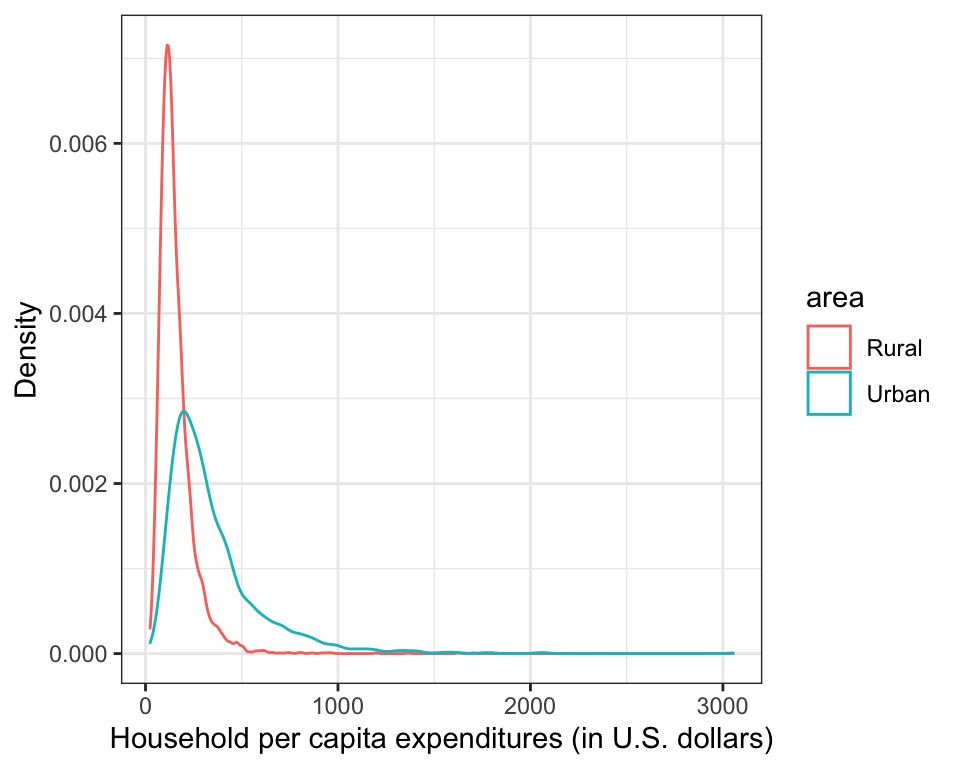 0.006
0.004
0.002
0.000
Density
0 1000 2000 3000
Household per capita expenditures (in U.S. dollars)
area
Rural
Urban